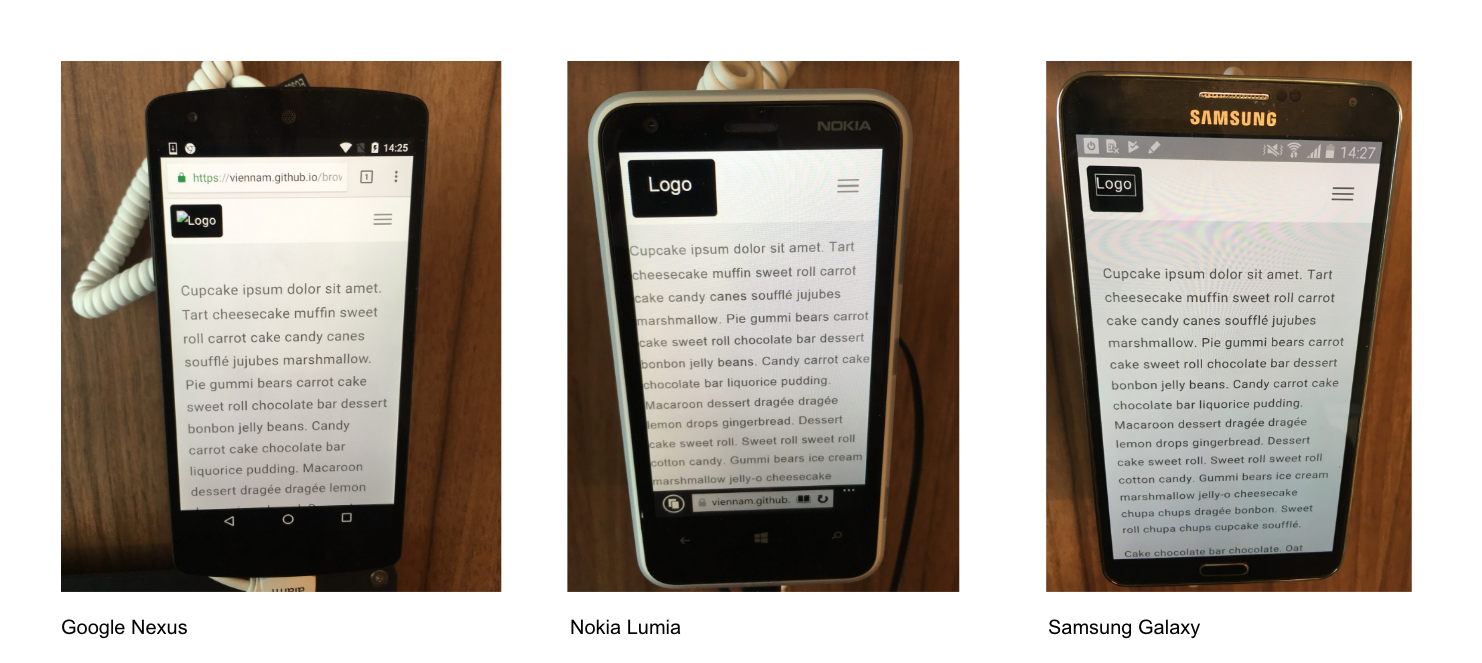 14:25
https://viennam.github.io/brow
1
Logo
Cupcake ipsum dolor sit amet.
Tart cheesecake muffin sweet
roll carrot cake candy canes
soufflé jujubes marshmallow.
Pie gummi bears carrot cake
sweet roll chocolate bar dessert
bonbon jelly beans. Candy
carrot cake chocolate bar
liquorice pudding. Macaroon
dessert dragée dragée lemon
Google Nexus
NOKIA
Logo
Cupcake ipsum dolor sit amet. Tart
cheesecake muffin sweet roll carrot
cake candy canes soufflé jujubes
marshmallow. Pie gummi bears carrot
cake sweet roll chocolate bar dessert
bonbon jelly beans. Candy carrot cake
chocolate bar liquorice pudding.
Macaroon dessert dragée dragée
lemon drops gingerbread. Dessert
cake sweet roll. Sweet roll sweet roll
cotton candy. Gummi bears ice cream
marshmallow jelly-o cheesecake
viennam.github.
Nokia Lumia
SAMSUNG
14:27
Logo
Cupcake ipsum dolor sit amet. Tart
cheesecake muffin sweet roll carrot
cake candy canes soufflé jujubes
marshmallow. Pie gummi bears carrot
cake sweet roll chocolate bar dessert
bonbon jelly beans. Candy carrot cake
chocolate bar liquorice pudding.
Macaroon dessert dragée dragée
lemon drops gingerbread. Dessert
cake sweet roll. Sweet roll sweet roll
cotton candy. Gummi bears ice cream
marshmallow jelly-o cheesecake
chupa chups dragée bonbon. Sweet
roll chupa chups cupcake soufflé.
Cake chocolate bar chocolate. Oat
Samsung Galaxy